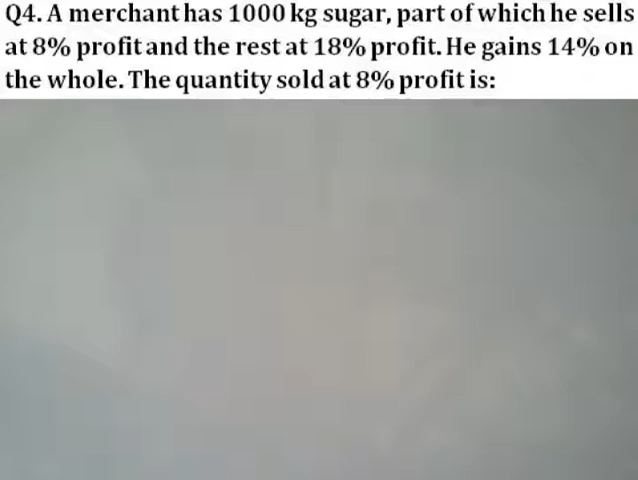 Q4. A merchant has 1000 kg sugar, part of which he sells
at 8% profit and the rest at 18% profit. He gains 14% on
the whole. The quantity sold at 8% profit is: